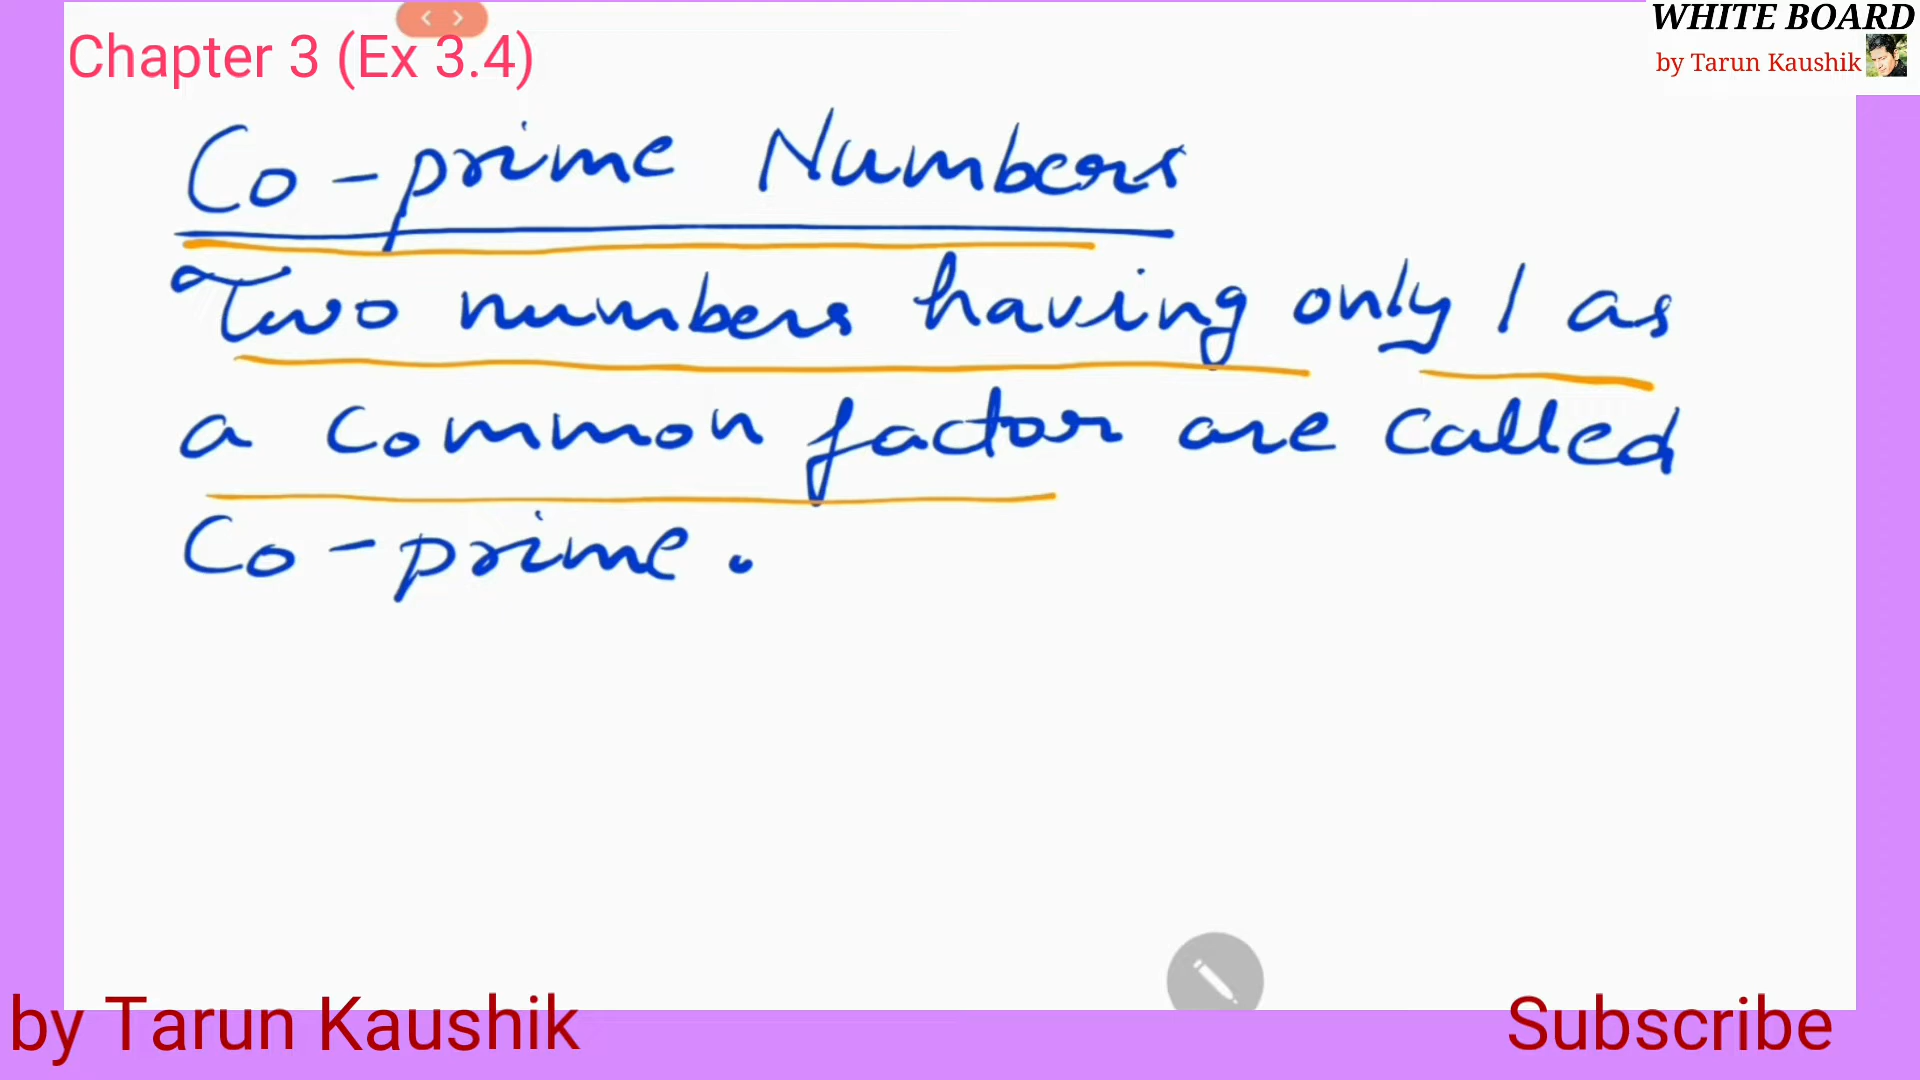 WHITE BOARD
by Tarun Kaushik
Chapter 3 (Ex 3.4)
Co-prime Numbers
Two numbers having only 1 as
a common factor are called
Co-prime.
by Tarun Kaushik
Subscribe